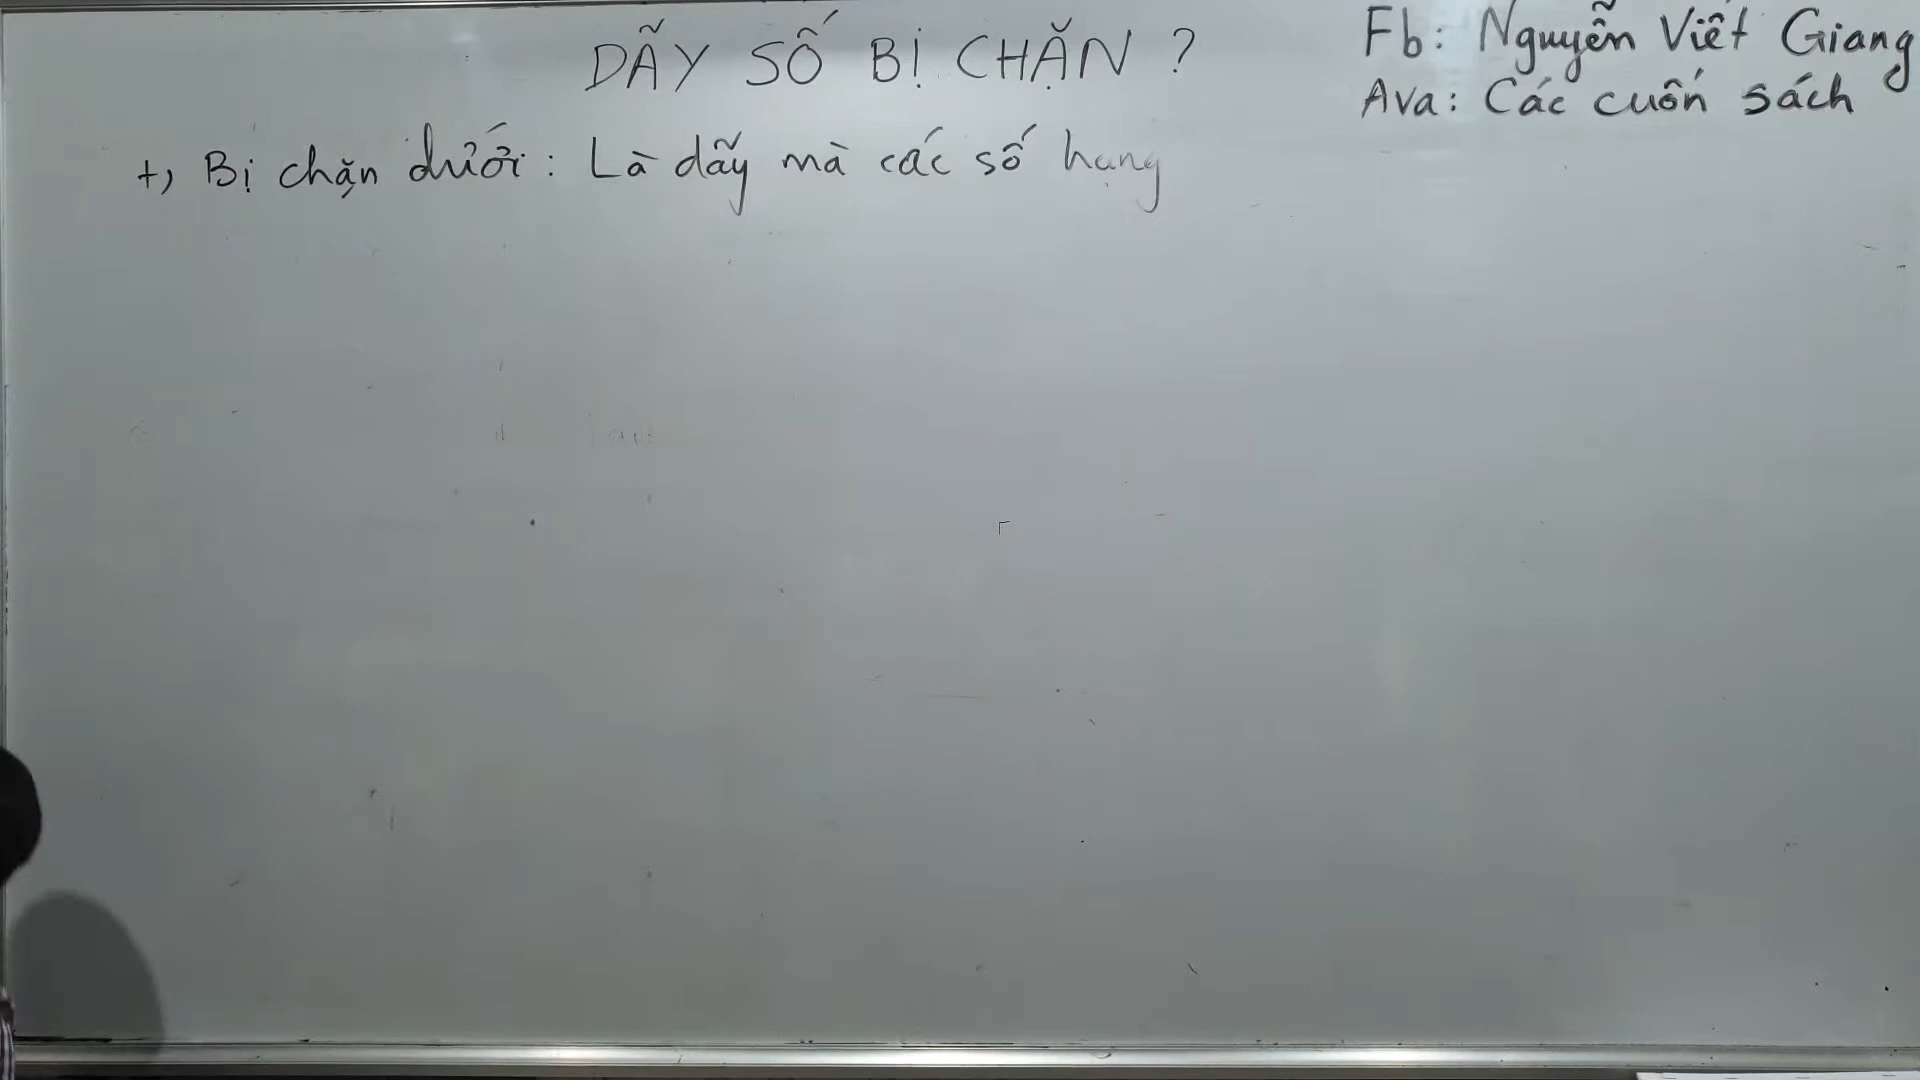 DÃY SỐ BỊ CHẶN ?
Fb: Nguyễn Viết Giang
Ava: Các cuốn sách
+, Bị chặn dưới: Là dãy mà các số hạng